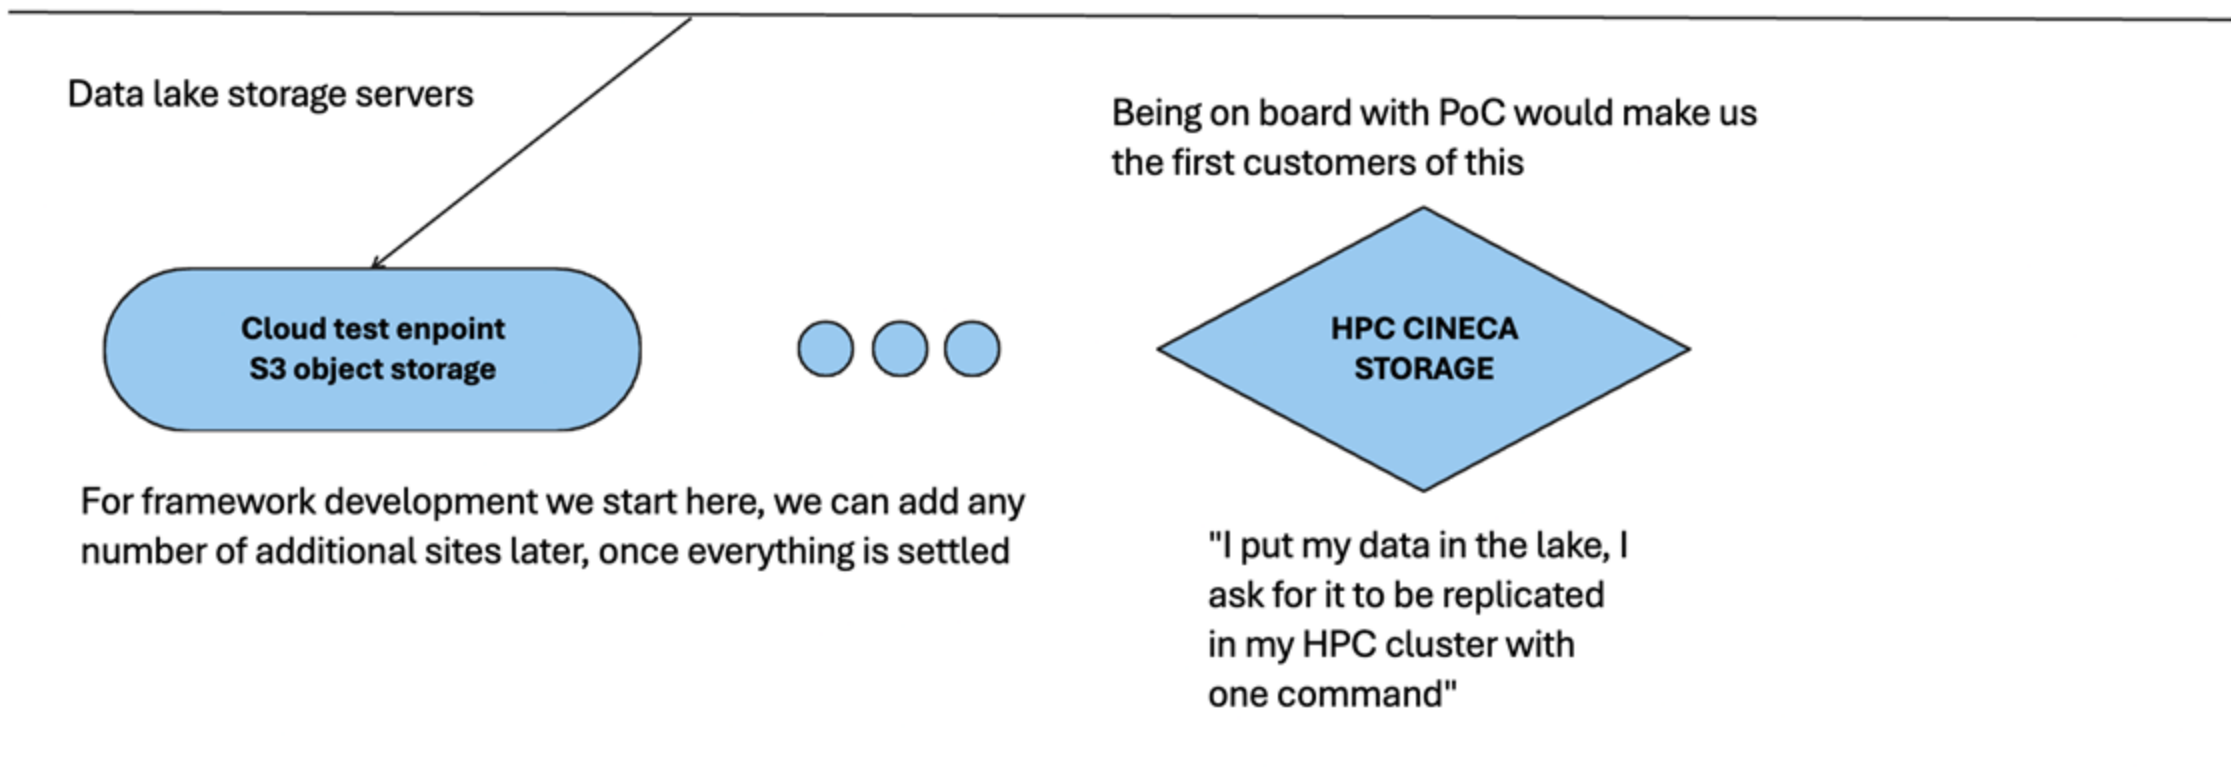 Data lake storage servers
Being on board with PoC would make us
the first customers of this
Cloud test enpoint
S3 object storage
HPC CINECA
STORAGE
For framework development we start here, we can add any
number of additional sites later, once everything is settled
"I put my data in the lake, I
ask for it to be replicated
in my HPC cluster with
one command"